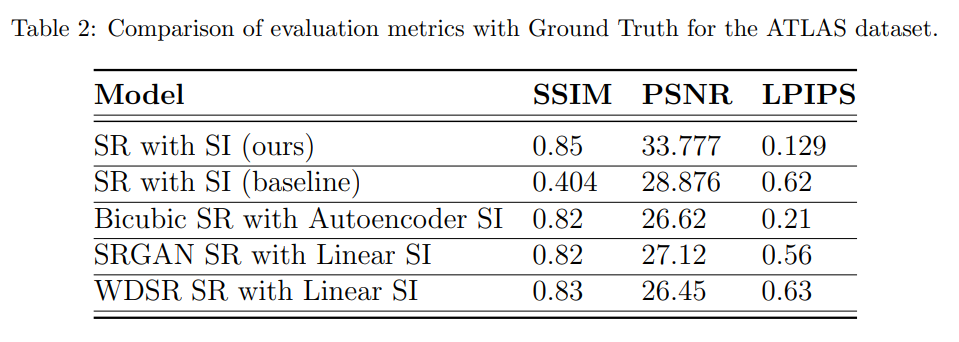 Table 2: Comparison of evaluation metrics with Ground Truth for the ATLAS dataset.
Model SSIM PSNR LPIPS
SR with SI (ours) 0.85 33.777 0.129
SR with SI (baseline) 0.404 28.876 0.62
Bicubic SR with Autoencoder SI 0.82 26.62 0.21
SRGAN SR with Linear SI 0.82 27.12 0.56
WDSR SR with Linear SI 0.83 26.45 0.63